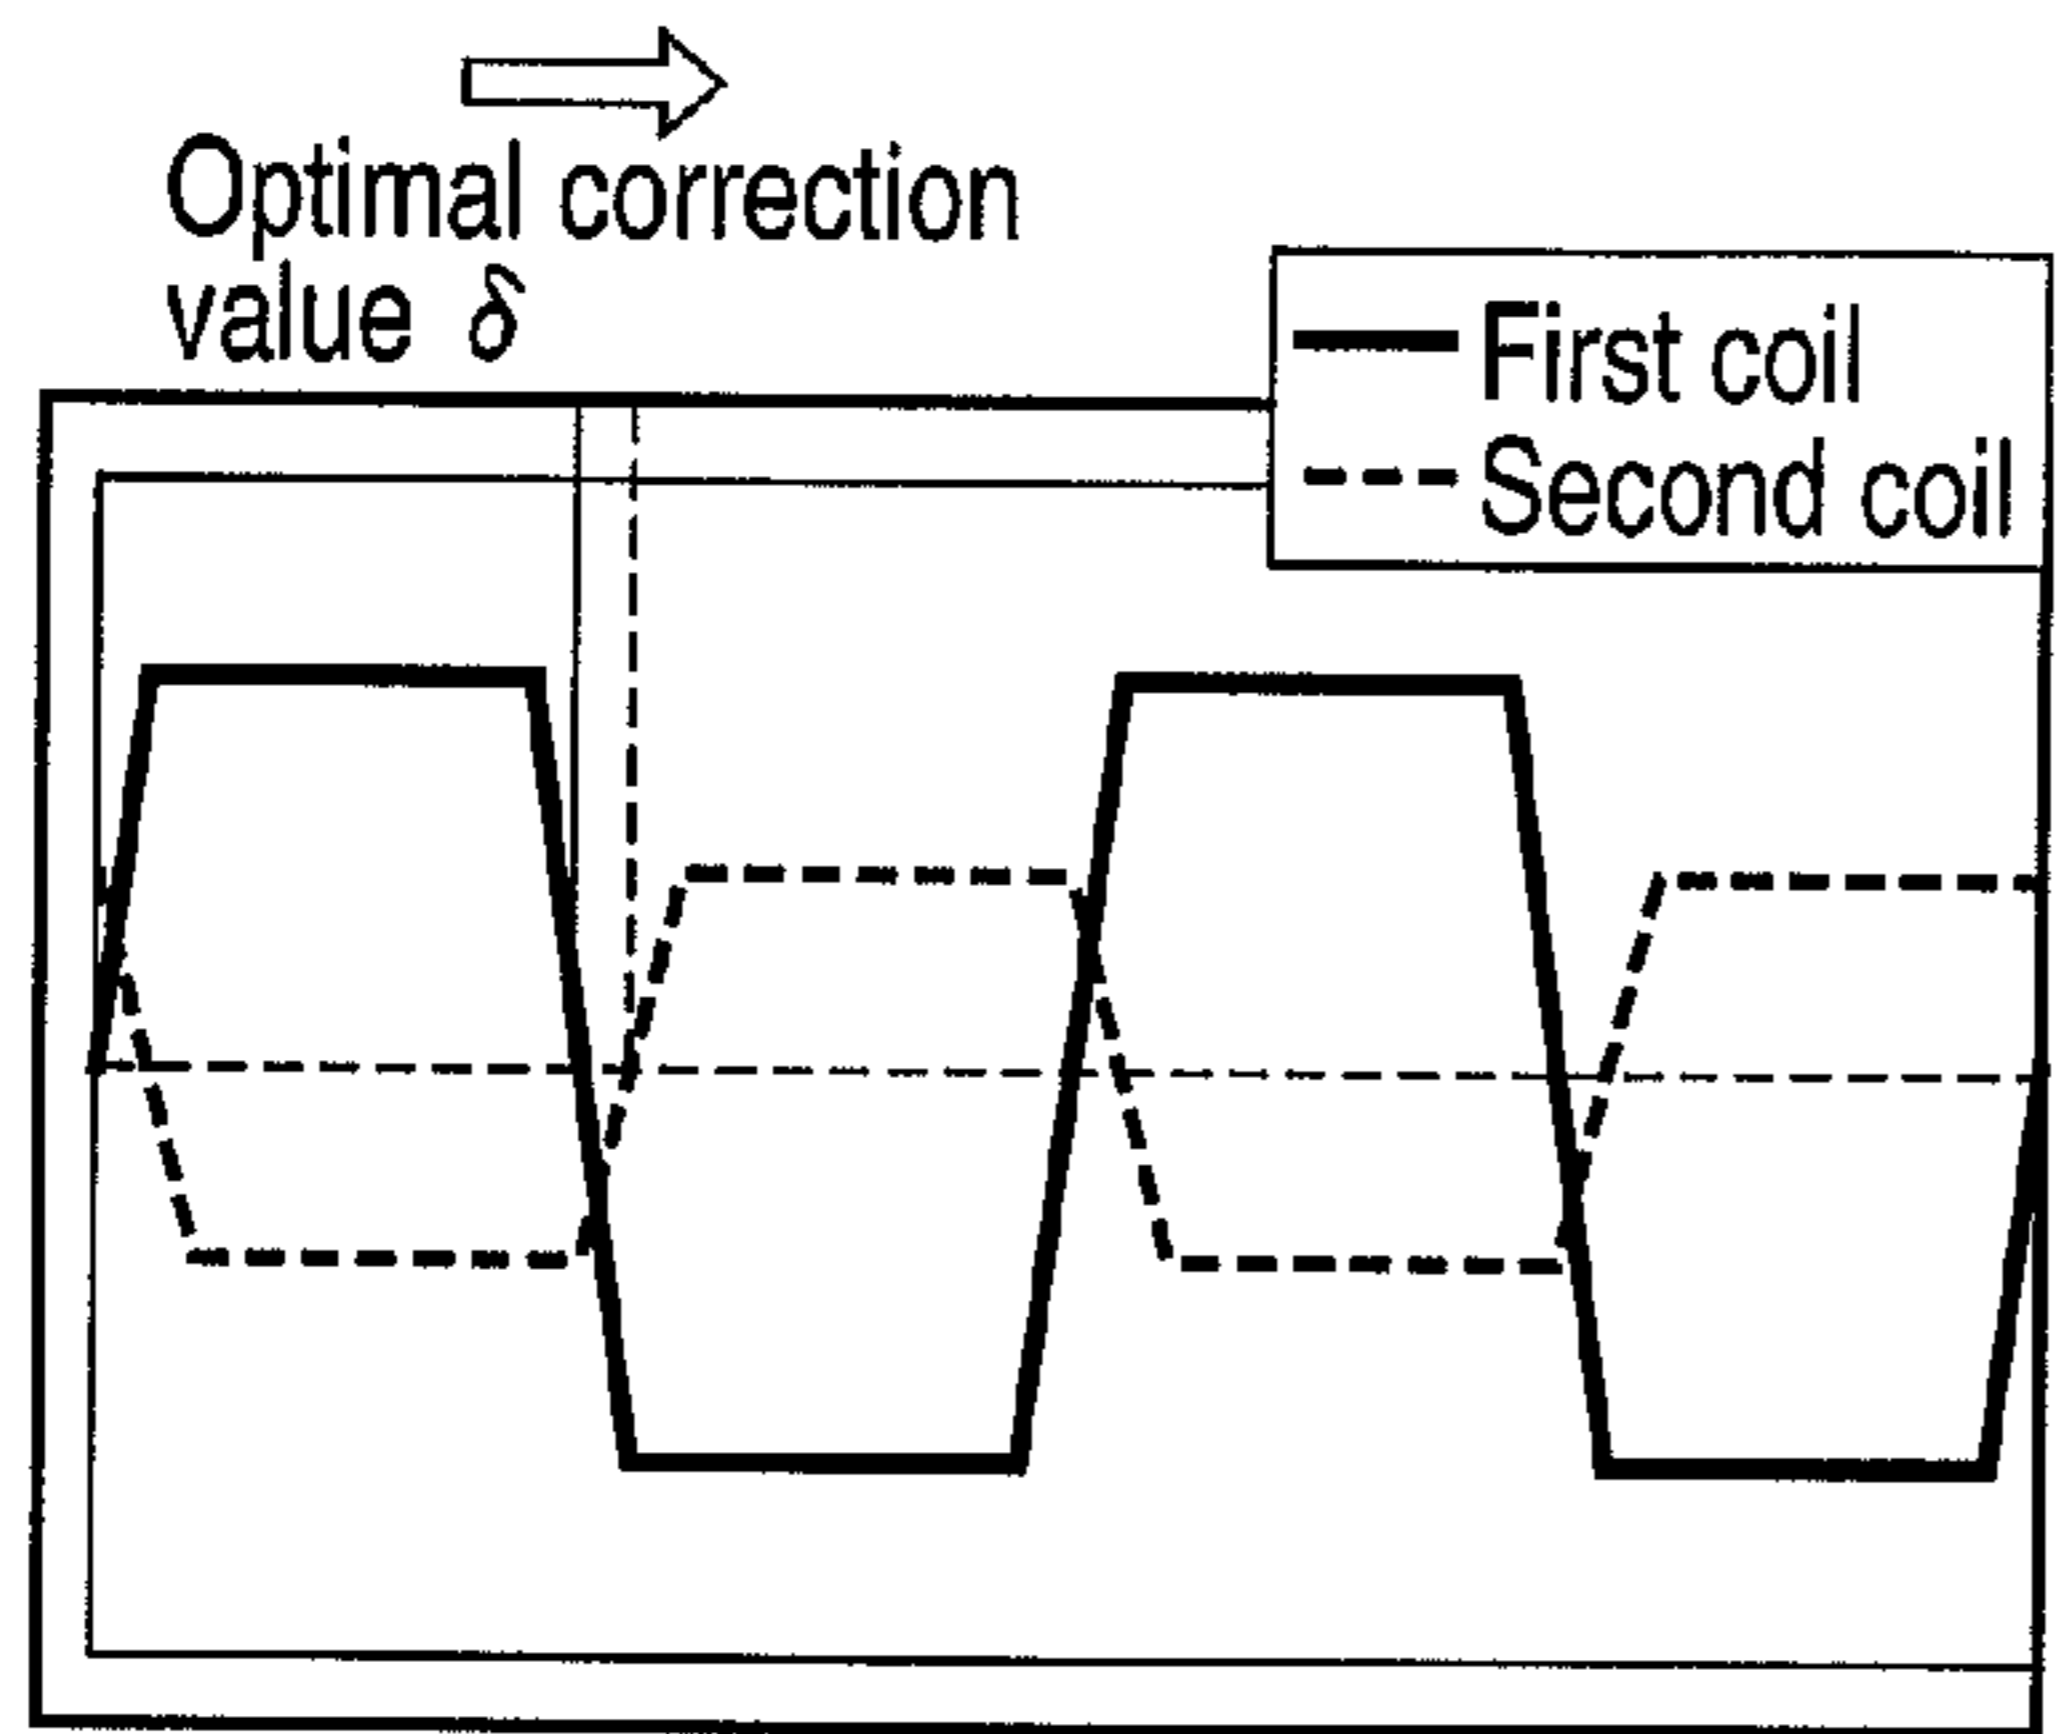 Optimal correction
value δ
First coil
Second coil